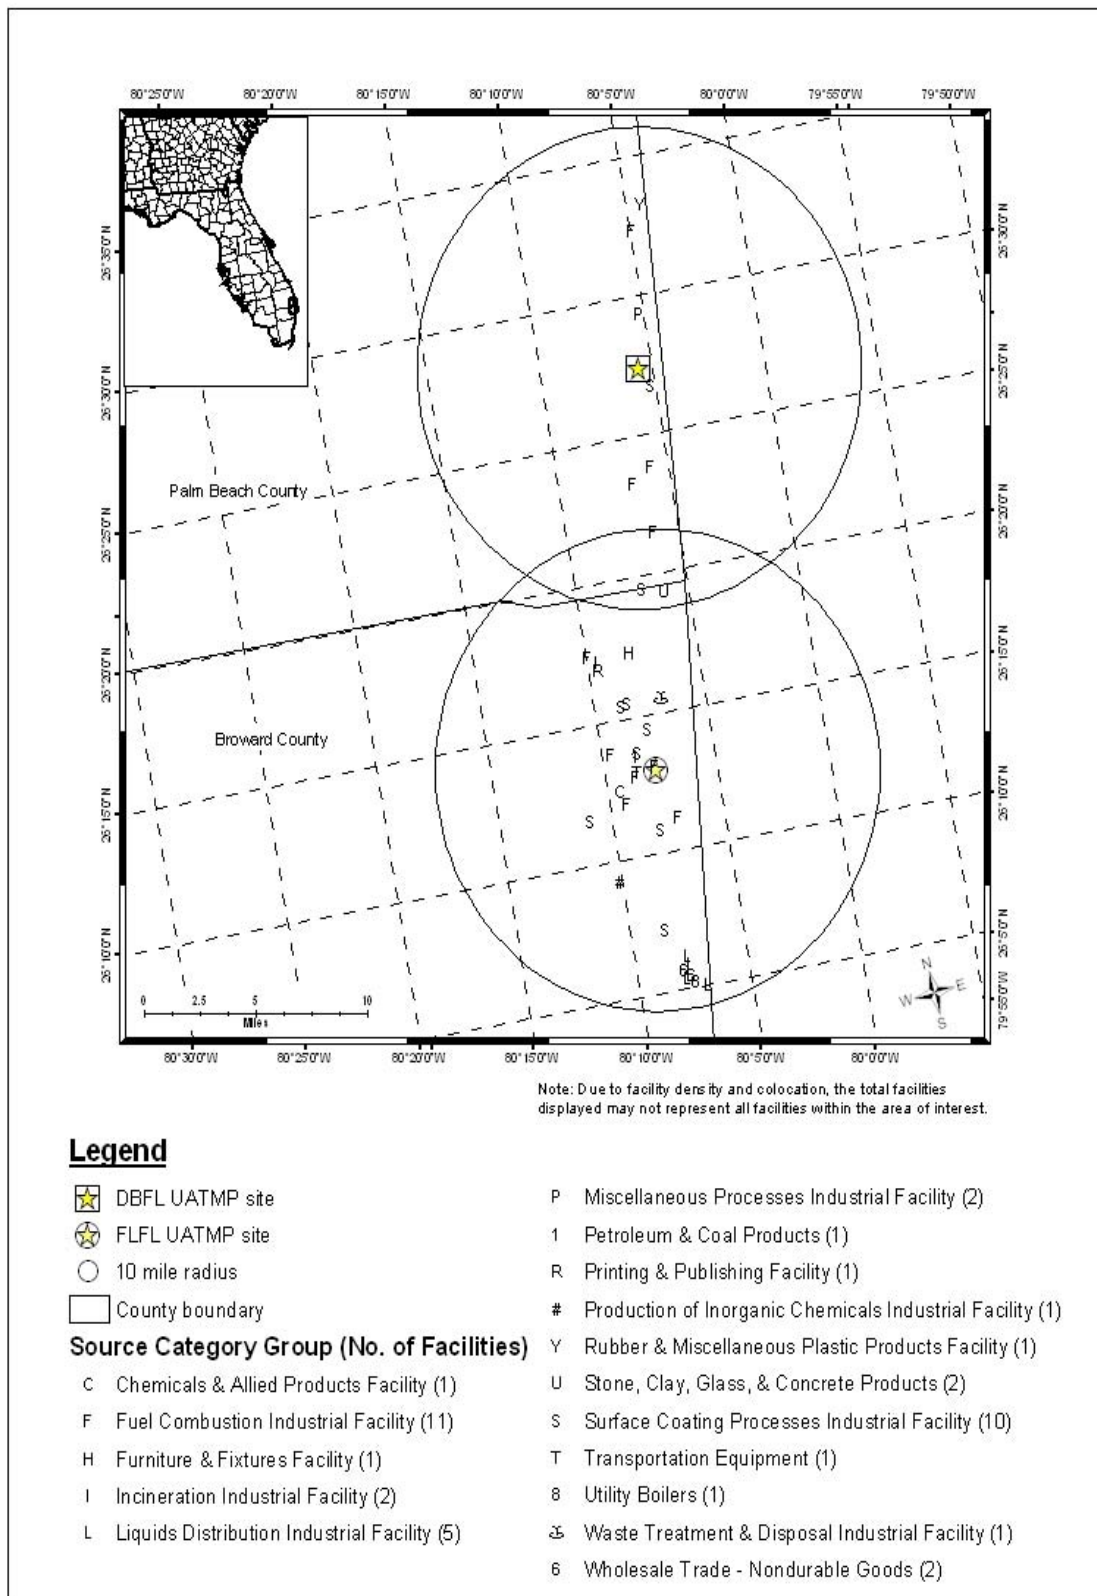 80°25'0"W 80°20'0"W 80°15'0"W 80°10'0"W 80°5'0"W 80°0'0"W 79°55'0"W 79°50'0"W
Y
F
26°35'0"N
26°30'0"N
P
S
26°30'0"N
26°25'0"N
F
F
Palm Beach County
F
26°25'0"N
26°20'0"N
S U
F
H
R
26°20'0"N
26°15'0"N
S S
S
Broward County
F
S
F
C
F
26°15'0"N
26°10'0"N
S
S
F
#
S
L
6
8 L
26°10'0"N
26°5'0"N
79°55'0"W
N
W E
S
0 2.5 5 10
Miles
80°30'0"W 80°25'0"W 80°20'0"W 80°15'0"W 80°10'0"W 80°5'0"W 80°0'0"W
Note: Due to facility density and colocation, the total facilities
displayed may not represent all facilities within the area of interest.
Legend
DBFL UATMP site
FLFL UATMP site
10 mile radius
County boundary
Source Category Group (No. of Facilities)
C Chemicals & Allied Products Facility (1)
F Fuel Combustion Industrial Facility (11)
H Furniture & Fixtures Facility (1)
I Incineration Industrial Facility (2)
L Liquids Distribution Industrial Facility (5)
P Miscellaneous Processes Industrial Facility (2)
1 Petroleum & Coal Products (1)
R Printing & Publishing Facility (1)
# Production of Inorganic Chemicals Industrial Facility (1)
Y Rubber & Miscellaneous Plastic Products Facility (1)
U Stone, Clay, Glass, & Concrete Products (2)
S Surface Coating Processes Industrial Facility (10)
T Transportation Equipment (1)
8 Utility Boilers (1)
Waste Treatment & Disposal Industrial Facility (1)
6 Wholesale Trade - Nondurable Goods (2)